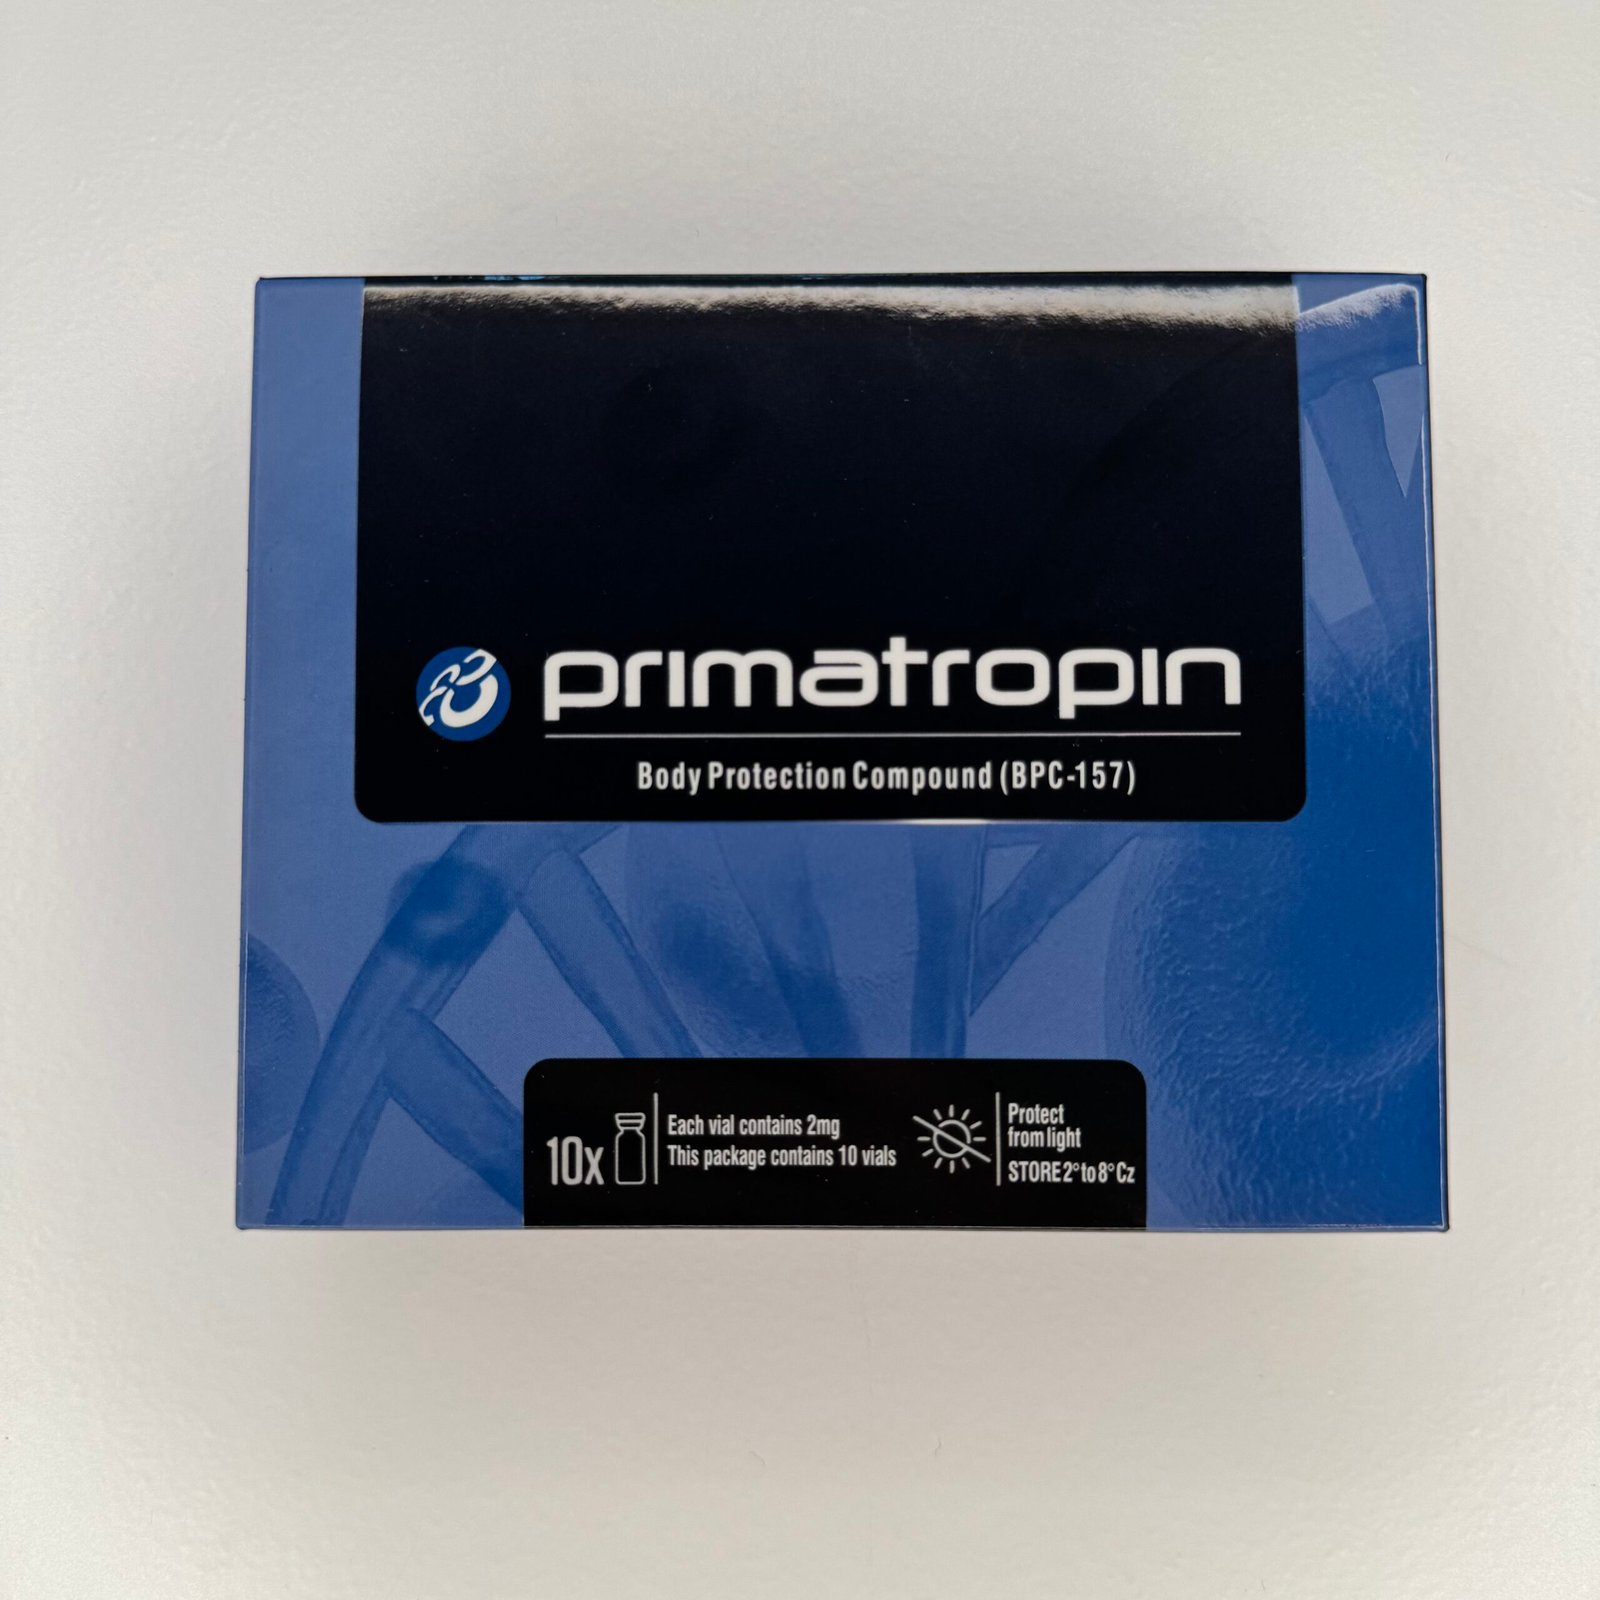 primatropin
Body Protection Compound (BPC-157)
10x
Each vial contains 2mg
This package contains 10 vials
Protect
from light
STORE 2° to 8° Cz